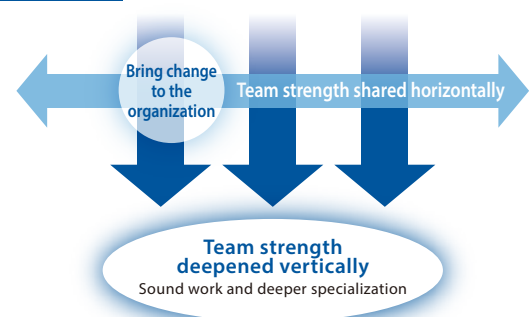 Bring change
to the
organization
Team strength shared horizontally
Team strength
deepened vertically
Sound work and deeper specialization